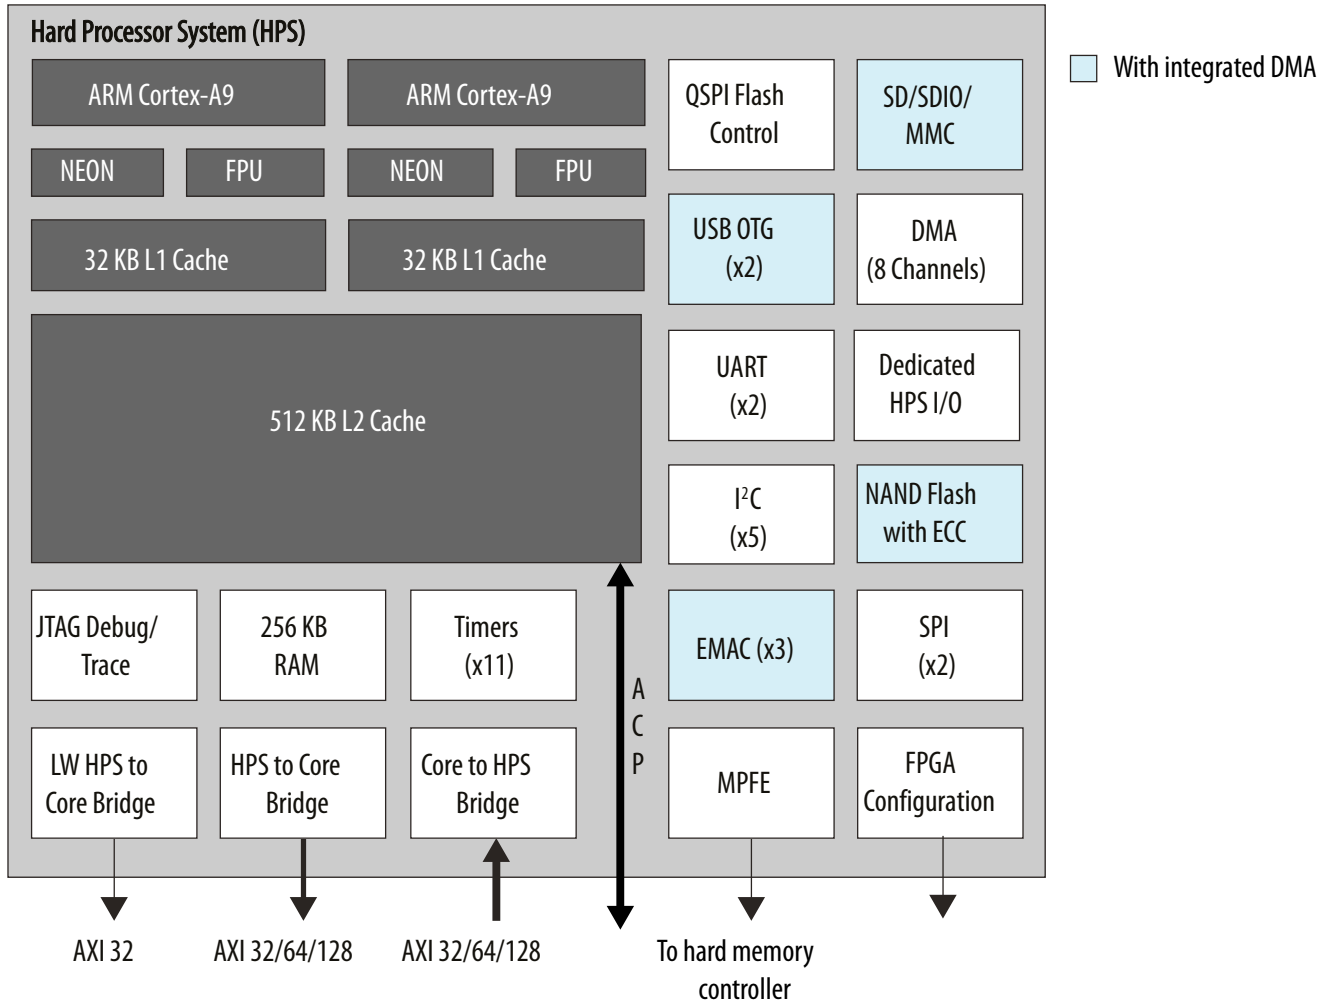 Hard Processor System (HPS)
With integrated DMA
ARM Cortex-A9
ARM Cortex-A9
QSPI Flash
Control
SD/SDIO/
MMC
NEON
FPU
NEON
FPU
USB OTG
(x2)
DMA
(8 Channels)
32 KB L1 Cache
32 KB L1 Cache
512 KB L2 Cache
UART
(x2)
Dedicated
HPS I/O
I²C
(x5)
NAND Flash
with ECC
JTAG Debug/
Trace
256 KB
RAM
Timers
(x11)
A
C
P
EMAC (x3)
SPI
(x2)
LW HPS to
Core Bridge
HPS to Core
Bridge
Core to HPS
Bridge
MPFE
FPGA
Configuration
AXI 32
AXI 32/64/128
AXI 32/64/128
To hard memory
controller